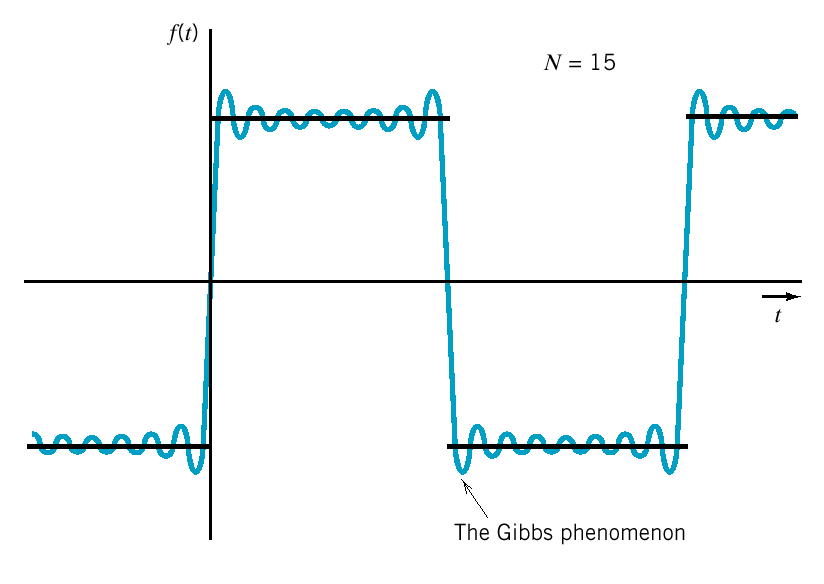 f(t)
N = 15
t
The Gibbs phenomenon